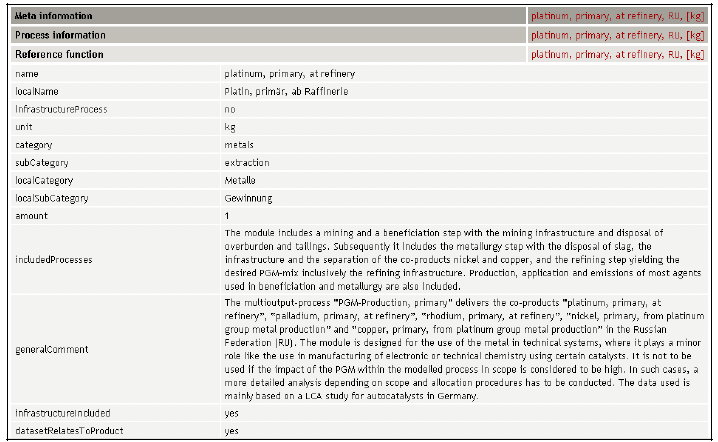 Meta information platinum, primary, at refinery, RU, [kg]
Process information platinum, primary, at refinery, RU, [kg]
Reference function platinum, primary, at refinery, RU, [kg]
name platinum, primary, at refinery
localName Platin, primär, ab Raffinerie
InfrastructureProcess no
unit kg
category metals
subCategory extraction
localCategory Metalle
localSubCategory Gewinnung
amount 1
includedProcesses
The module includes a mining and a beneficiation step with the mining infrastructure and disposal of
overburden and tailings. Subsequently it includes the metallurgy step with the disposal of slag, the
infrastructure and the separation of the co-products nickel and copper, and the refining step yielding the
desired PGM-mix inclusively the refining infrastructure. Production, application and emissions of most agents
used in beneficiation and metallurgy are also included.
generalComment
The multioutput-process "PGM-Production, primary" delivers the co-products "platinum, primary, at
refinery", "palladium, primary, at refinery", "rhodium, primary, at refinery", "nickel, primary, from platinum
group metal production" and "copper, primary, from platinum group metal production" in the Russian
Federation (RU). The module is designed for the use of the metal in technical systems, where it plays a minor
role like the use in manufacturing of electronic or technical chemistry using certain catalysts. It is not to be
used if the impact of the PGM within the modelled process in scope is considered to be high. In such cases, a
more detailed analysis depending on scope and allocation procedures has to be conducted. The data used is
mainly based on a LCA study for autocatalysts in Germany.
infrastructureIncluded yes
datasetRelatesToProduct yes